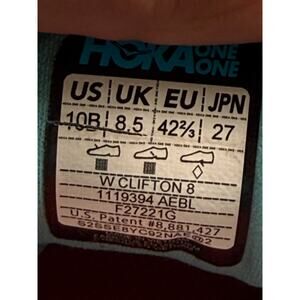 HOKA ONE ONE
US UK EU JPN
10B 8.5 42⅔ 27
W CLIFTON 8
1119394 AEBL
F27221G
U.S. Patent #8,881,427